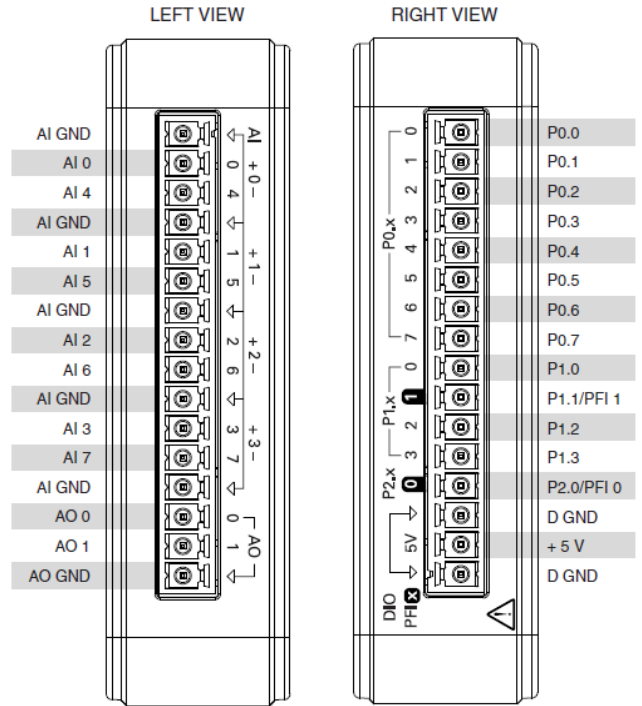 LEFT VIEW
AI GND
AI 0
AI 4
AI GND
AI 1
AI 5
AI GND
AI 2
AI 6
AI GND
AI 3
AI 7
AI GND
AO 0
AO 1
AO GND
AI
+ 0 –
0
4
+ 1 –
1
5
+ 2 –
2
6
+ 3 –
3
7
AO
0
1
RIGHT VIEW
P0.x
0
1
2
3
4
5
6
7
P1.x
0
1
2
3
P2.x
0
5V
DIO
PFI X
P0.0
P0.1
P0.2
P0.3
P0.4
P0.5
P0.6
P0.7
P1.0
P1.1/PFI 1
P1.2
P1.3
P2.0/PFI 0
D GND
+ 5 V
D GND